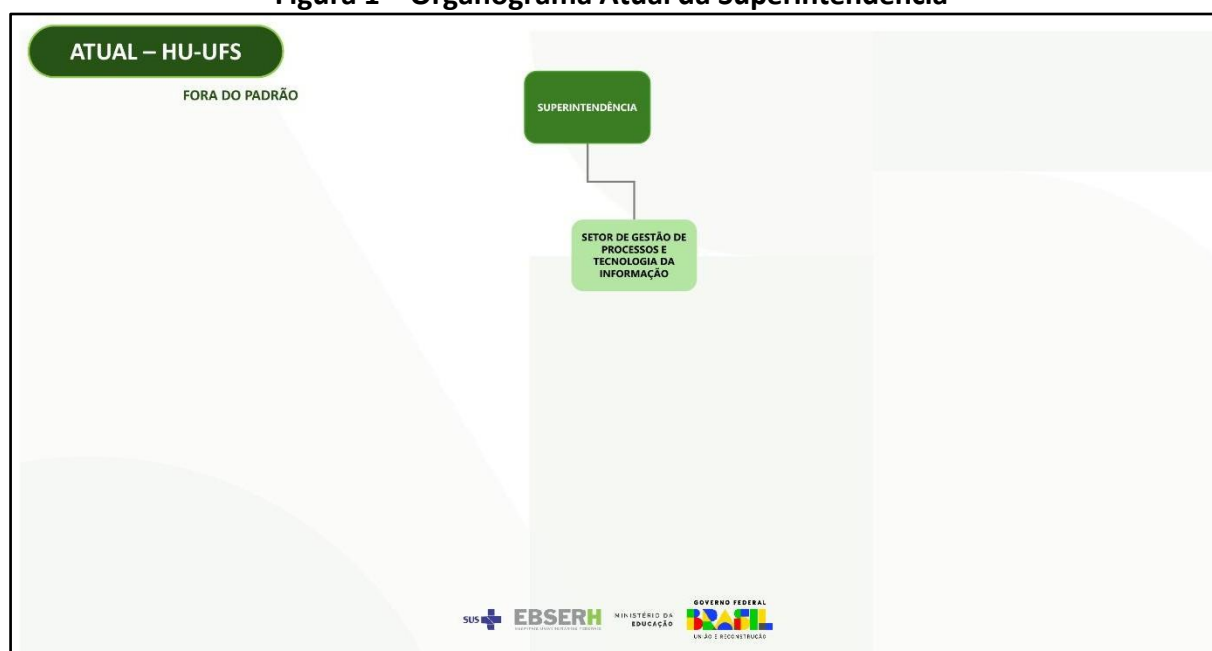 Figura 1 – Organograma Atual da Superintendência
ATUAL – HU-UFS
FORA DO PADRÃO
SUPERINTENDÊNCIA
SETOR DE GESTÃO DE
PROCESSOS E
TECNOLOGIA DA
INFORMAÇÃO
SUS
EBSERH
MINISTÉRIO DA
EDUCAÇÃO
GOVERNO FEDERAL
BRASIL
UNIÃO E RECONSTRUÇÃO